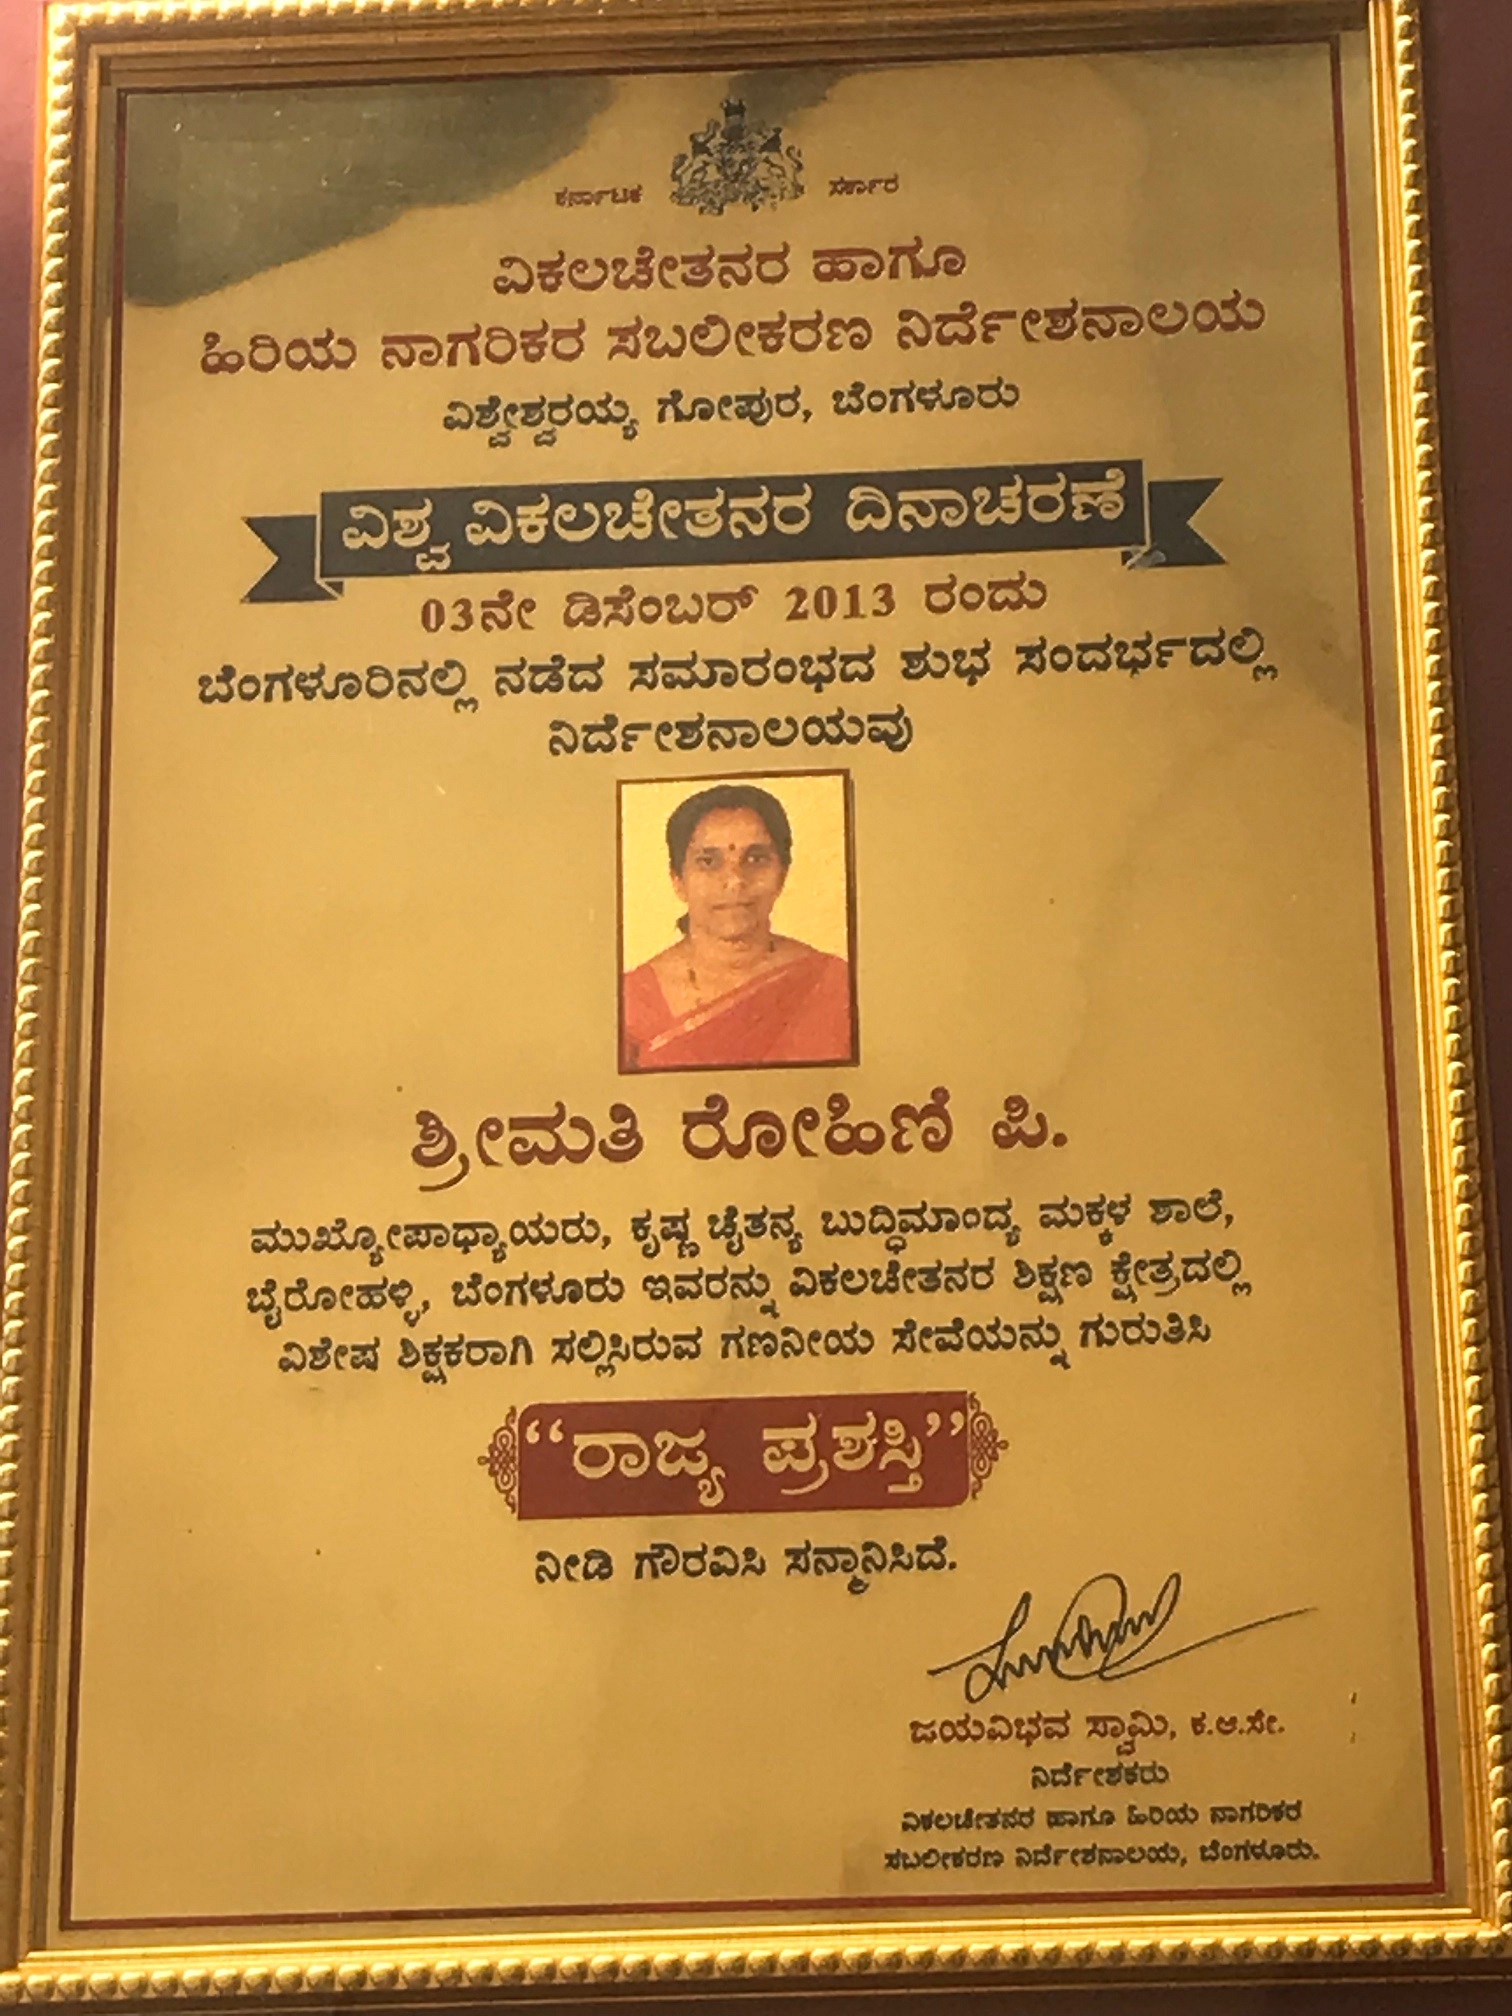 ಕರ್ನಾಟಕ ಸರ್ಕಾರ
ವಿಕಲಚೇತನರ ಹಾಗೂ
ಹಿರಿಯ ನಾಗರಿಕರ ಸಬಲೀಕರಣ ನಿರ್ದೇಶನಾಲಯ
ವಿಶ್ವೇಶ್ವರಯ್ಯ ಗೋಪುರ, ಬೆಂಗಳೂರು
ವಿಶ್ವ ವಿಕಲಚೇತನರ ದಿನಾಚರಣೆ
03ನೇ ಡಿಸೆಂಬರ್ 2013 ರಂದು
ಬೆಂಗಳೂರಿನಲ್ಲಿ ನಡೆದ ಸಮಾರಂಭದ ಶುಭ ಸಂದರ್ಭದಲ್ಲಿ
ನಿರ್ದೇಶನಾಲಯವು
ಶ್ರೀಮತಿ ರೋಹಿಣಿ ಪಿ.
ಮುಖ್ಯೋಪಾಧ್ಯಾಯರು, ಕೃಷ್ಣ ಚೈತನ್ಯ ಬುದ್ಧಿಮಾಂದ್ಯ ಮಕ್ಕಳ ಶಾಲೆ,
ಬೈರೋಹಳ್ಳಿ, ಬೆಂಗಳೂರು ಇವರನ್ನು ವಿಕಲಚೇತನರ ಶಿಕ್ಷಣ ಕ್ಷೇತ್ರದಲ್ಲಿ
ವಿಶೇಷ ಶಿಕ್ಷಕರಾಗಿ ಸಲ್ಲಿಸಿರುವ ಗಣನೀಯ ಸೇವೆಯನ್ನು ಗುರುತಿಸಿ
“ರಾಜ್ಯ ಪ್ರಶಸ್ತಿ”
ನೀಡಿ ಗೌರವಿಸಿ ಸನ್ಮಾನಿಸಿದೆ.
ಜಯವಿಭವ ಸ್ವಾಮಿ, ಕ.ಆ.ಸೇ.
ನಿರ್ದೇಶಕರು
ವಿಕಲಚೇತನರ ಹಾಗೂ ಹಿರಿಯ ನಾಗರಿಕರ
ಸಬಲೀಕರಣ ನಿರ್ದೇಶನಾಲಯ, ಬೆಂಗಳೂರು.